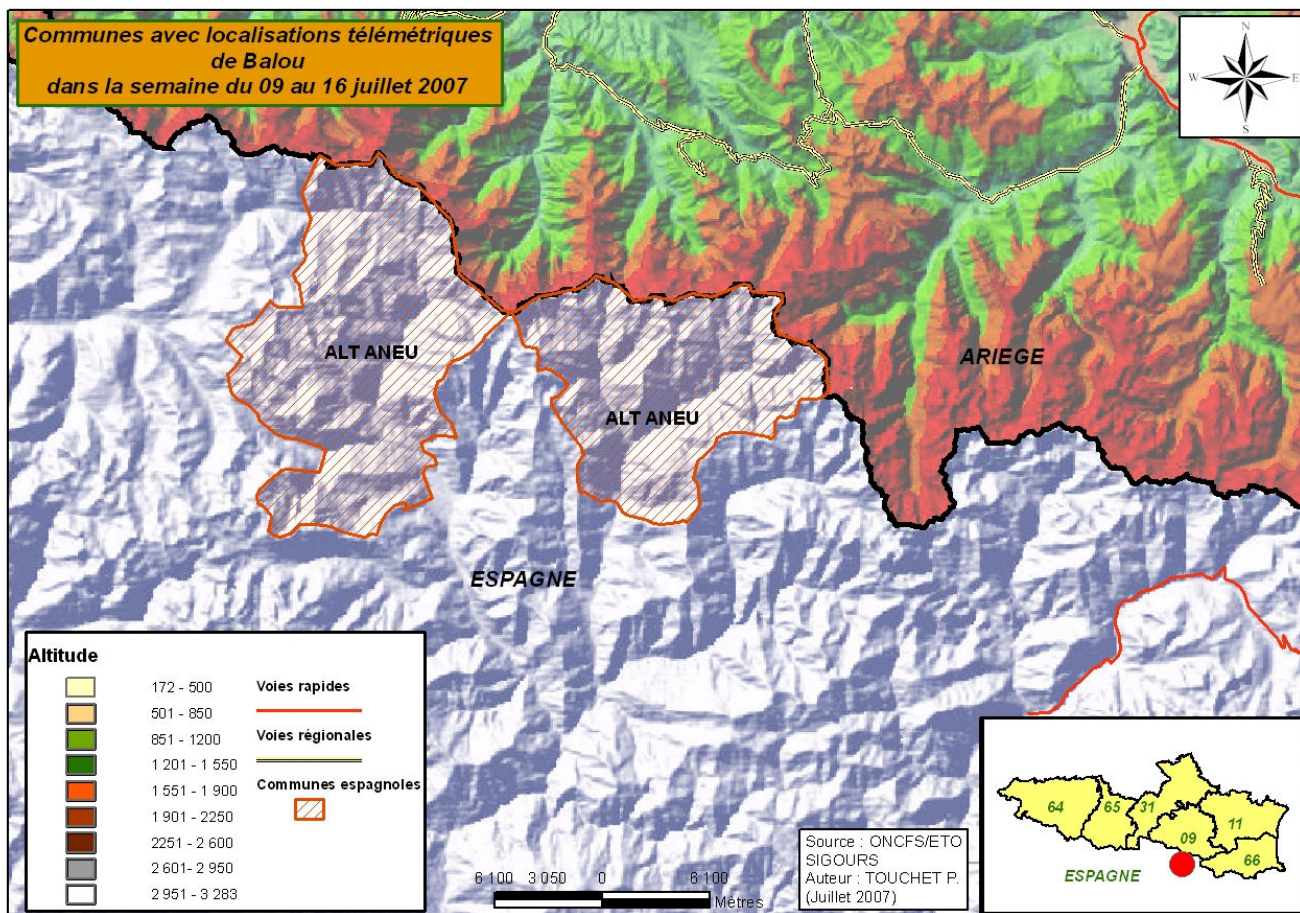 Communes avec localisations télémétriques
de Balou
dans la semaine du 09 au 16 juillet 2007
N
W E
S
ALT ANEU
ARIEGE
ALT ANEU
ESPAGNE
Altitude
172 - 500
501 - 850
851 - 1200
1 201 - 1 550
1 551 - 1 900
1 901 - 2250
2251 - 2 600
2 601- 2 950
2 951 - 3 283
Voies rapides
Voies régionales
Communes espagnoles
6 100 3 050 0 6 100
Mètres
Source : ONCFS/ETO
SIGOURS
Auteur : TOUCHET P.
(Juillet 2007)
64
65
31
09
11
66
ESPAGNE